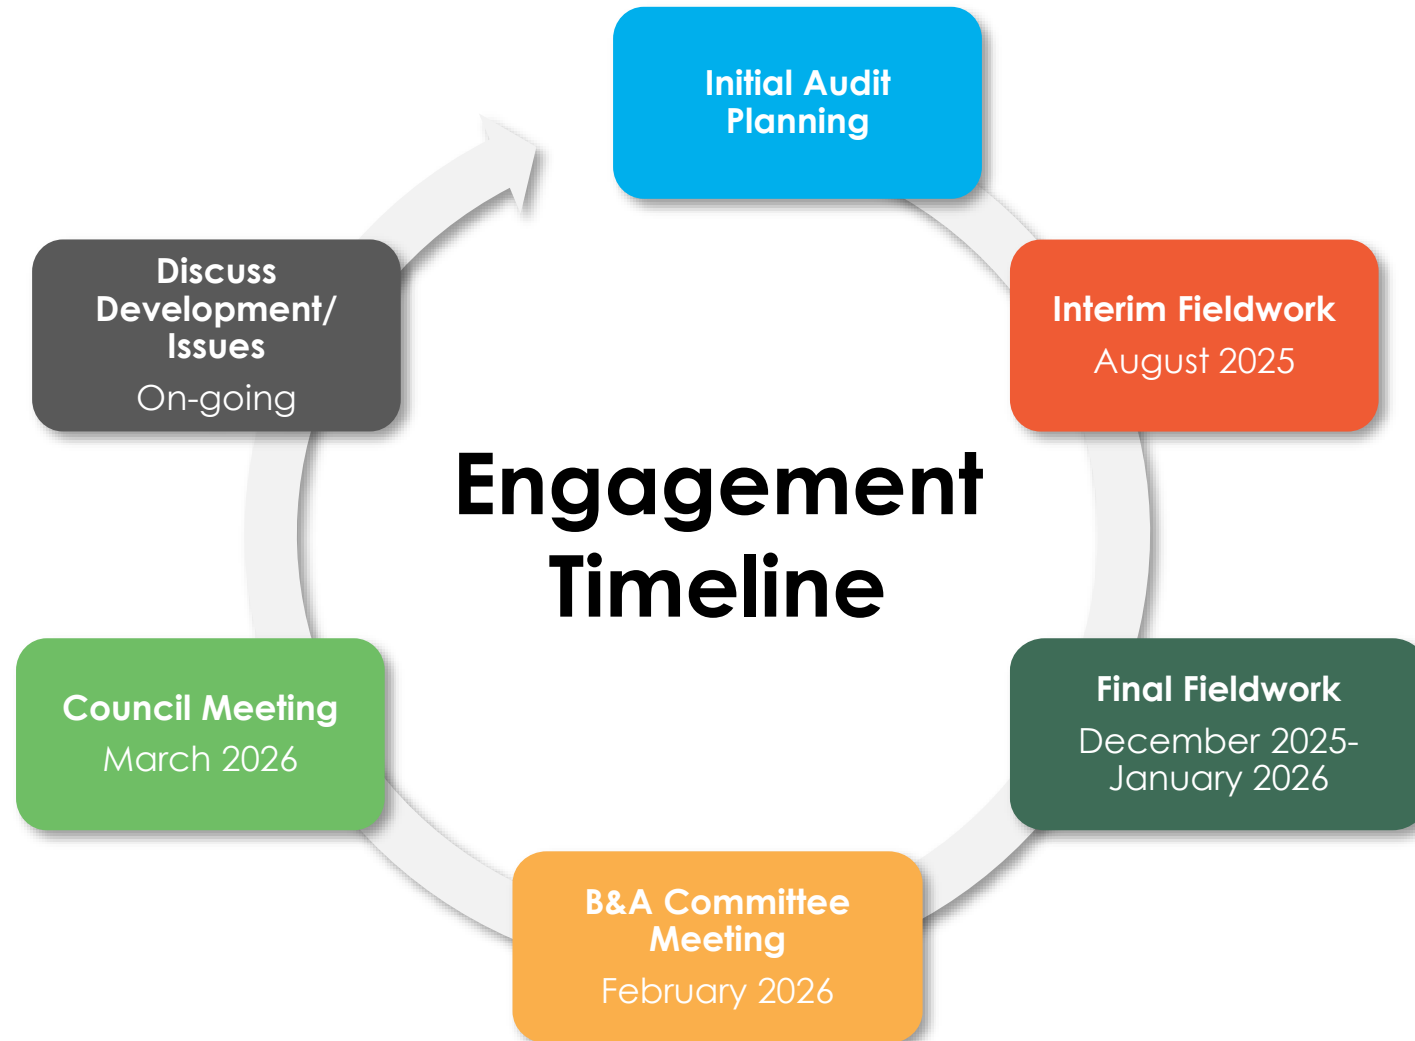 Initial Audit
Planning
Interim Fieldwork
August 2025
Final Fieldwork
December 2025-
January 2026
B&A Committee
Meeting
February 2026
Council Meeting
March 2026
Discuss
Development/
Issues
On-going
Engagement
Timeline